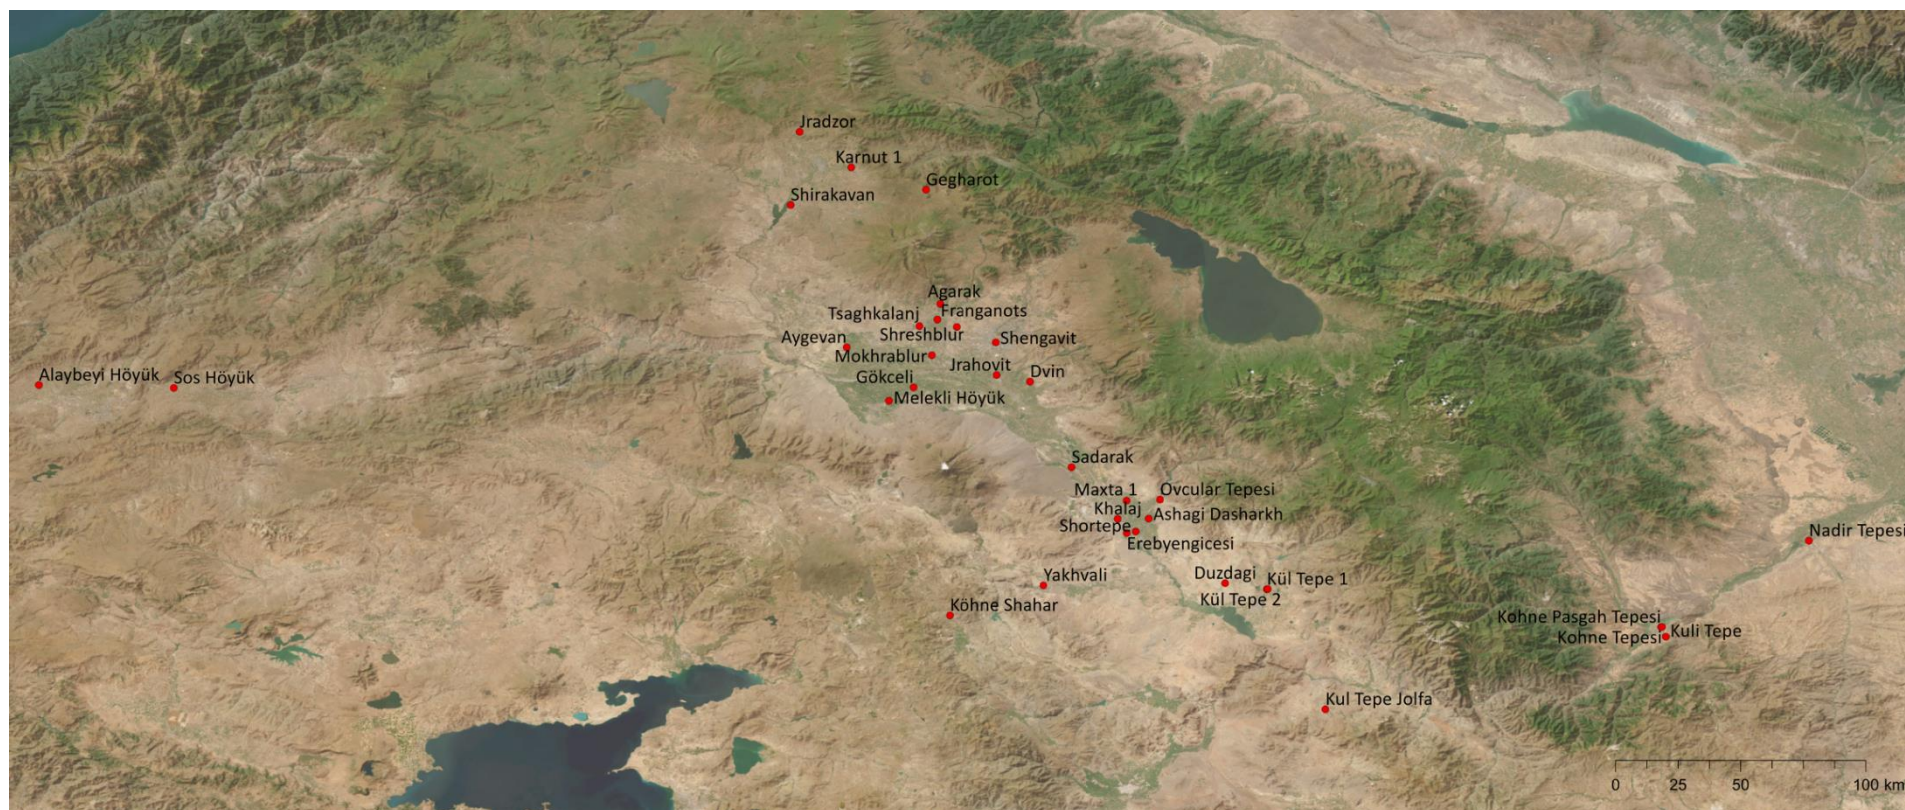 Jradzor
Karnut 1
Gegharot
Shirakavan
Agarak
Franganots
Tsaghkalanj
Shreshblur
Aygevan
Shengavit
Mokhrablur
Jrahovit
Dvin
Gökceli
Alaybeyi Höyük
Sos Höyük
Melekli Höyük
Sadarak
Maxta 1
Ovcular Tepesi
Khalaj
Ashagi Dasharkh
Shortepe
Erebyengicesi
Nadir Tepesi
Yakhvali
Duzdagi
Kül Tepe 1
Kül Tepe 2
Köhne Shahar
Kohne Pasgah Tepesi
Kuli Tepe
Kohne Tepesi
Kul Tepe Jolfa
0 25 50 100 km